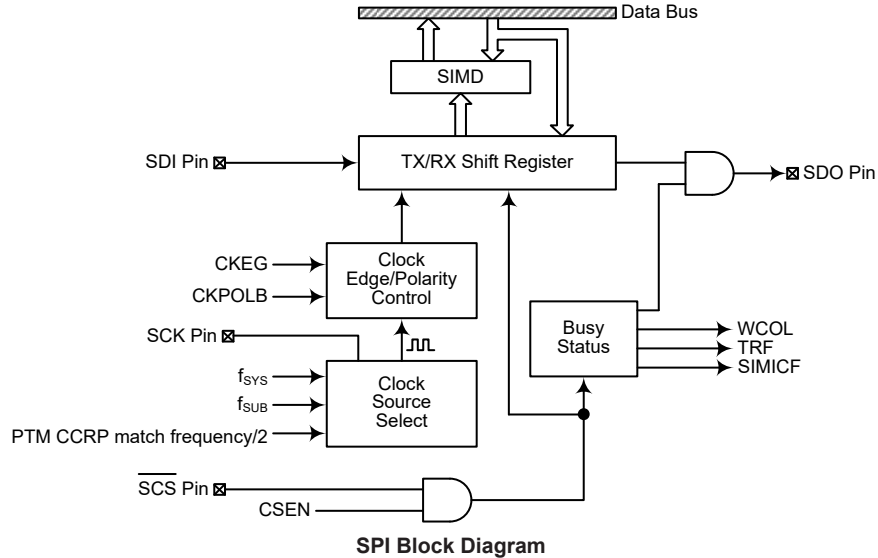 Data Bus
SIMD
SDI Pin
TX/RX Shift Register
SDO Pin
CKEG
CKPOLB
Clock
Edge/Polarity
Control
SCK Pin
Busy
Status
WCOL
TRF
SIMICF
fSYS
fSUB
PTM CCRP match frequency/2
Clock
Source
Select
SCS Pin
CSEN
SPI Block Diagram